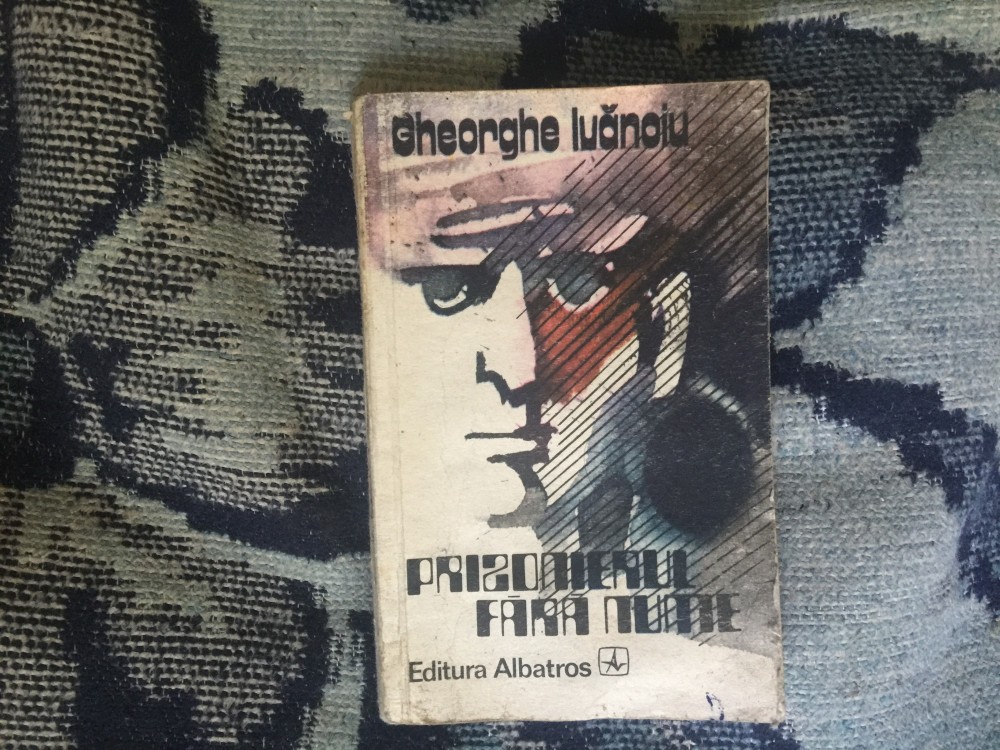 Gheorghe Ivănoiu
PRIZONIERUL
FĂRĂ NUME
Editura Albatros